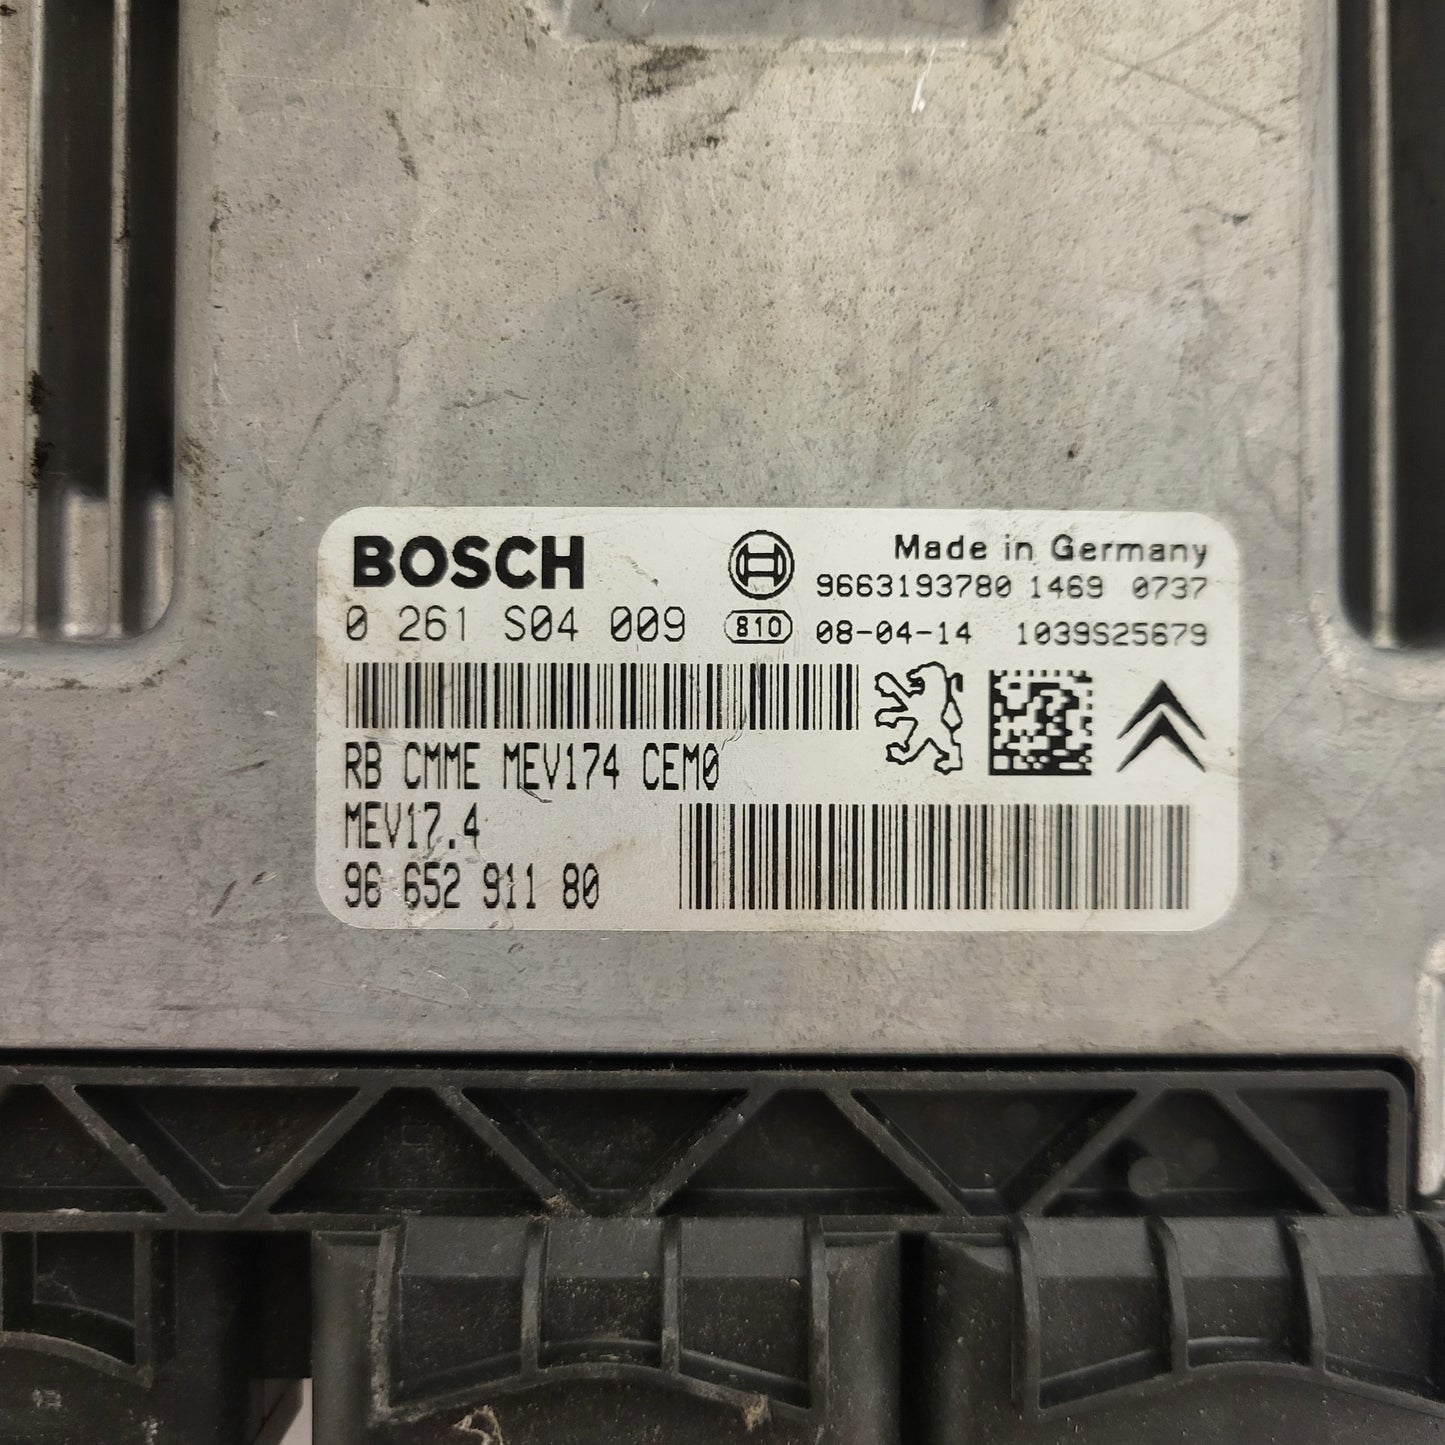 BOSCH
Made in Germany
9663193780 1469 0737
0 261 S04 009
810
08-04-14 1039S25679
RB CMME MEV174 CEM0
MEV17.4
96 652 911 80